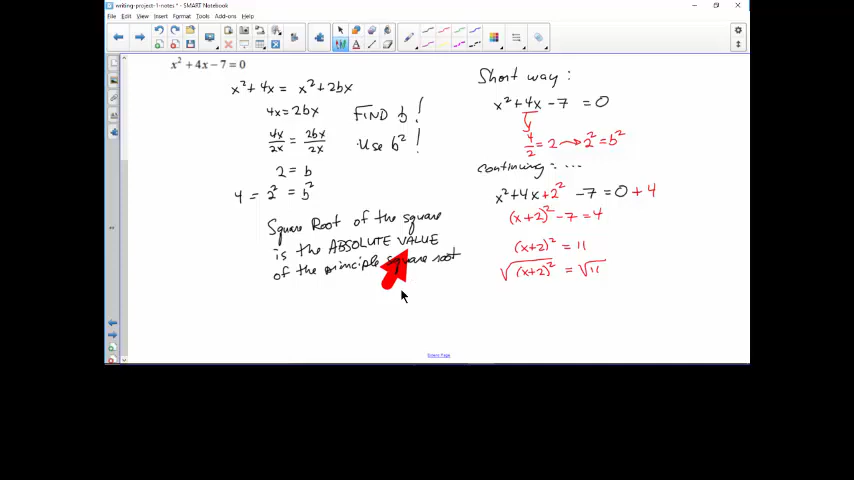 writing-project-1-notes * - SMART Notebook
File Edit View Insert Format Tools Add-ons Help
x² + 4x – 7 = 0
x² + 4x = x² + 2bx
4x = 2bx
4x/2x = 2bx/2x
2 = b
4 = 2² = b²
FIND b!
Use b²!
Square Root of the square
is the ABSOLUTE VALUE
of the principle square root
Short way:
x² + 4x - 7 = 0
4/2 = 2 → 2² = b²
continuing: ...
x² + 4x + 2² - 7 = 0 + 4
(x+2)² - 7 = 4
(x+2)² = 11
√(x+2)² = √11
Extend Page